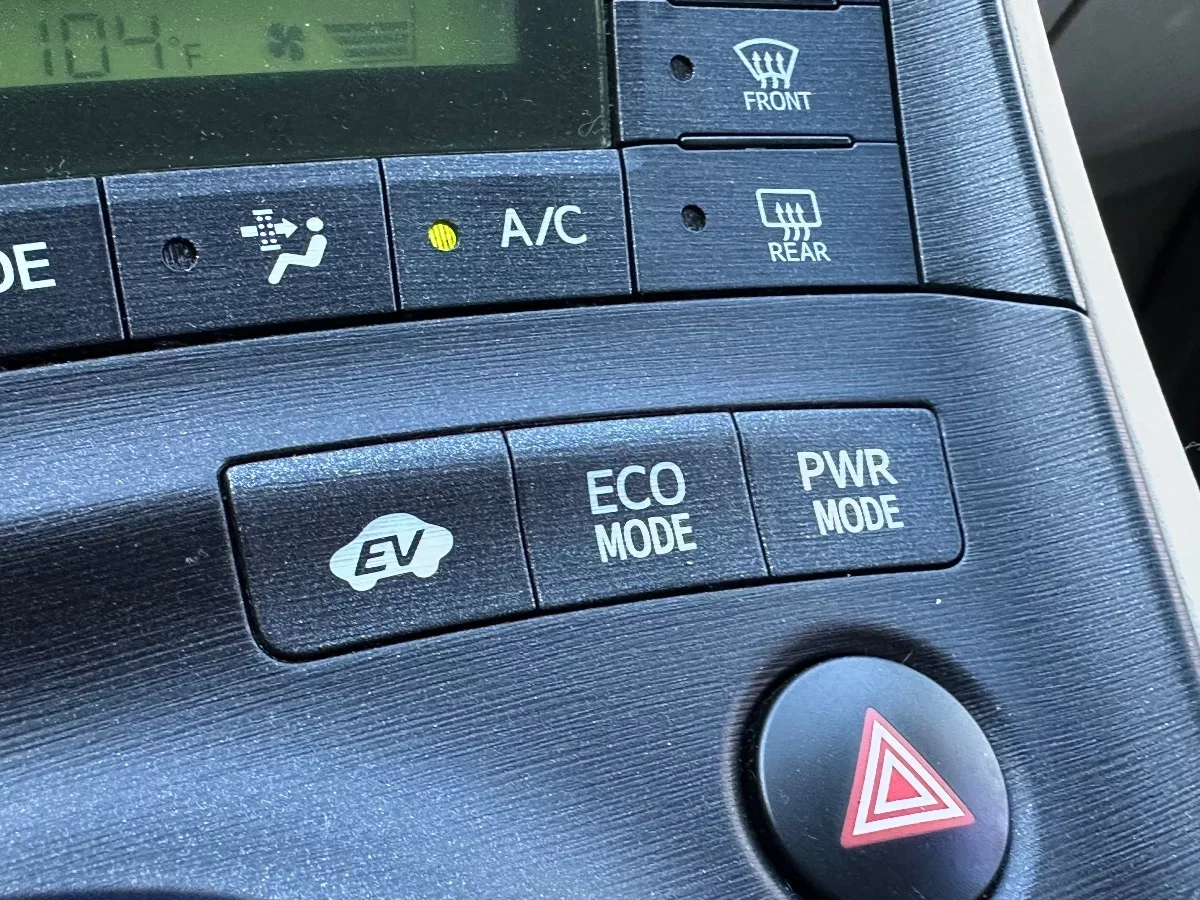 104°F
FRONT
DE
A/C
REAR
EV
ECO
MODE
PWR
MODE